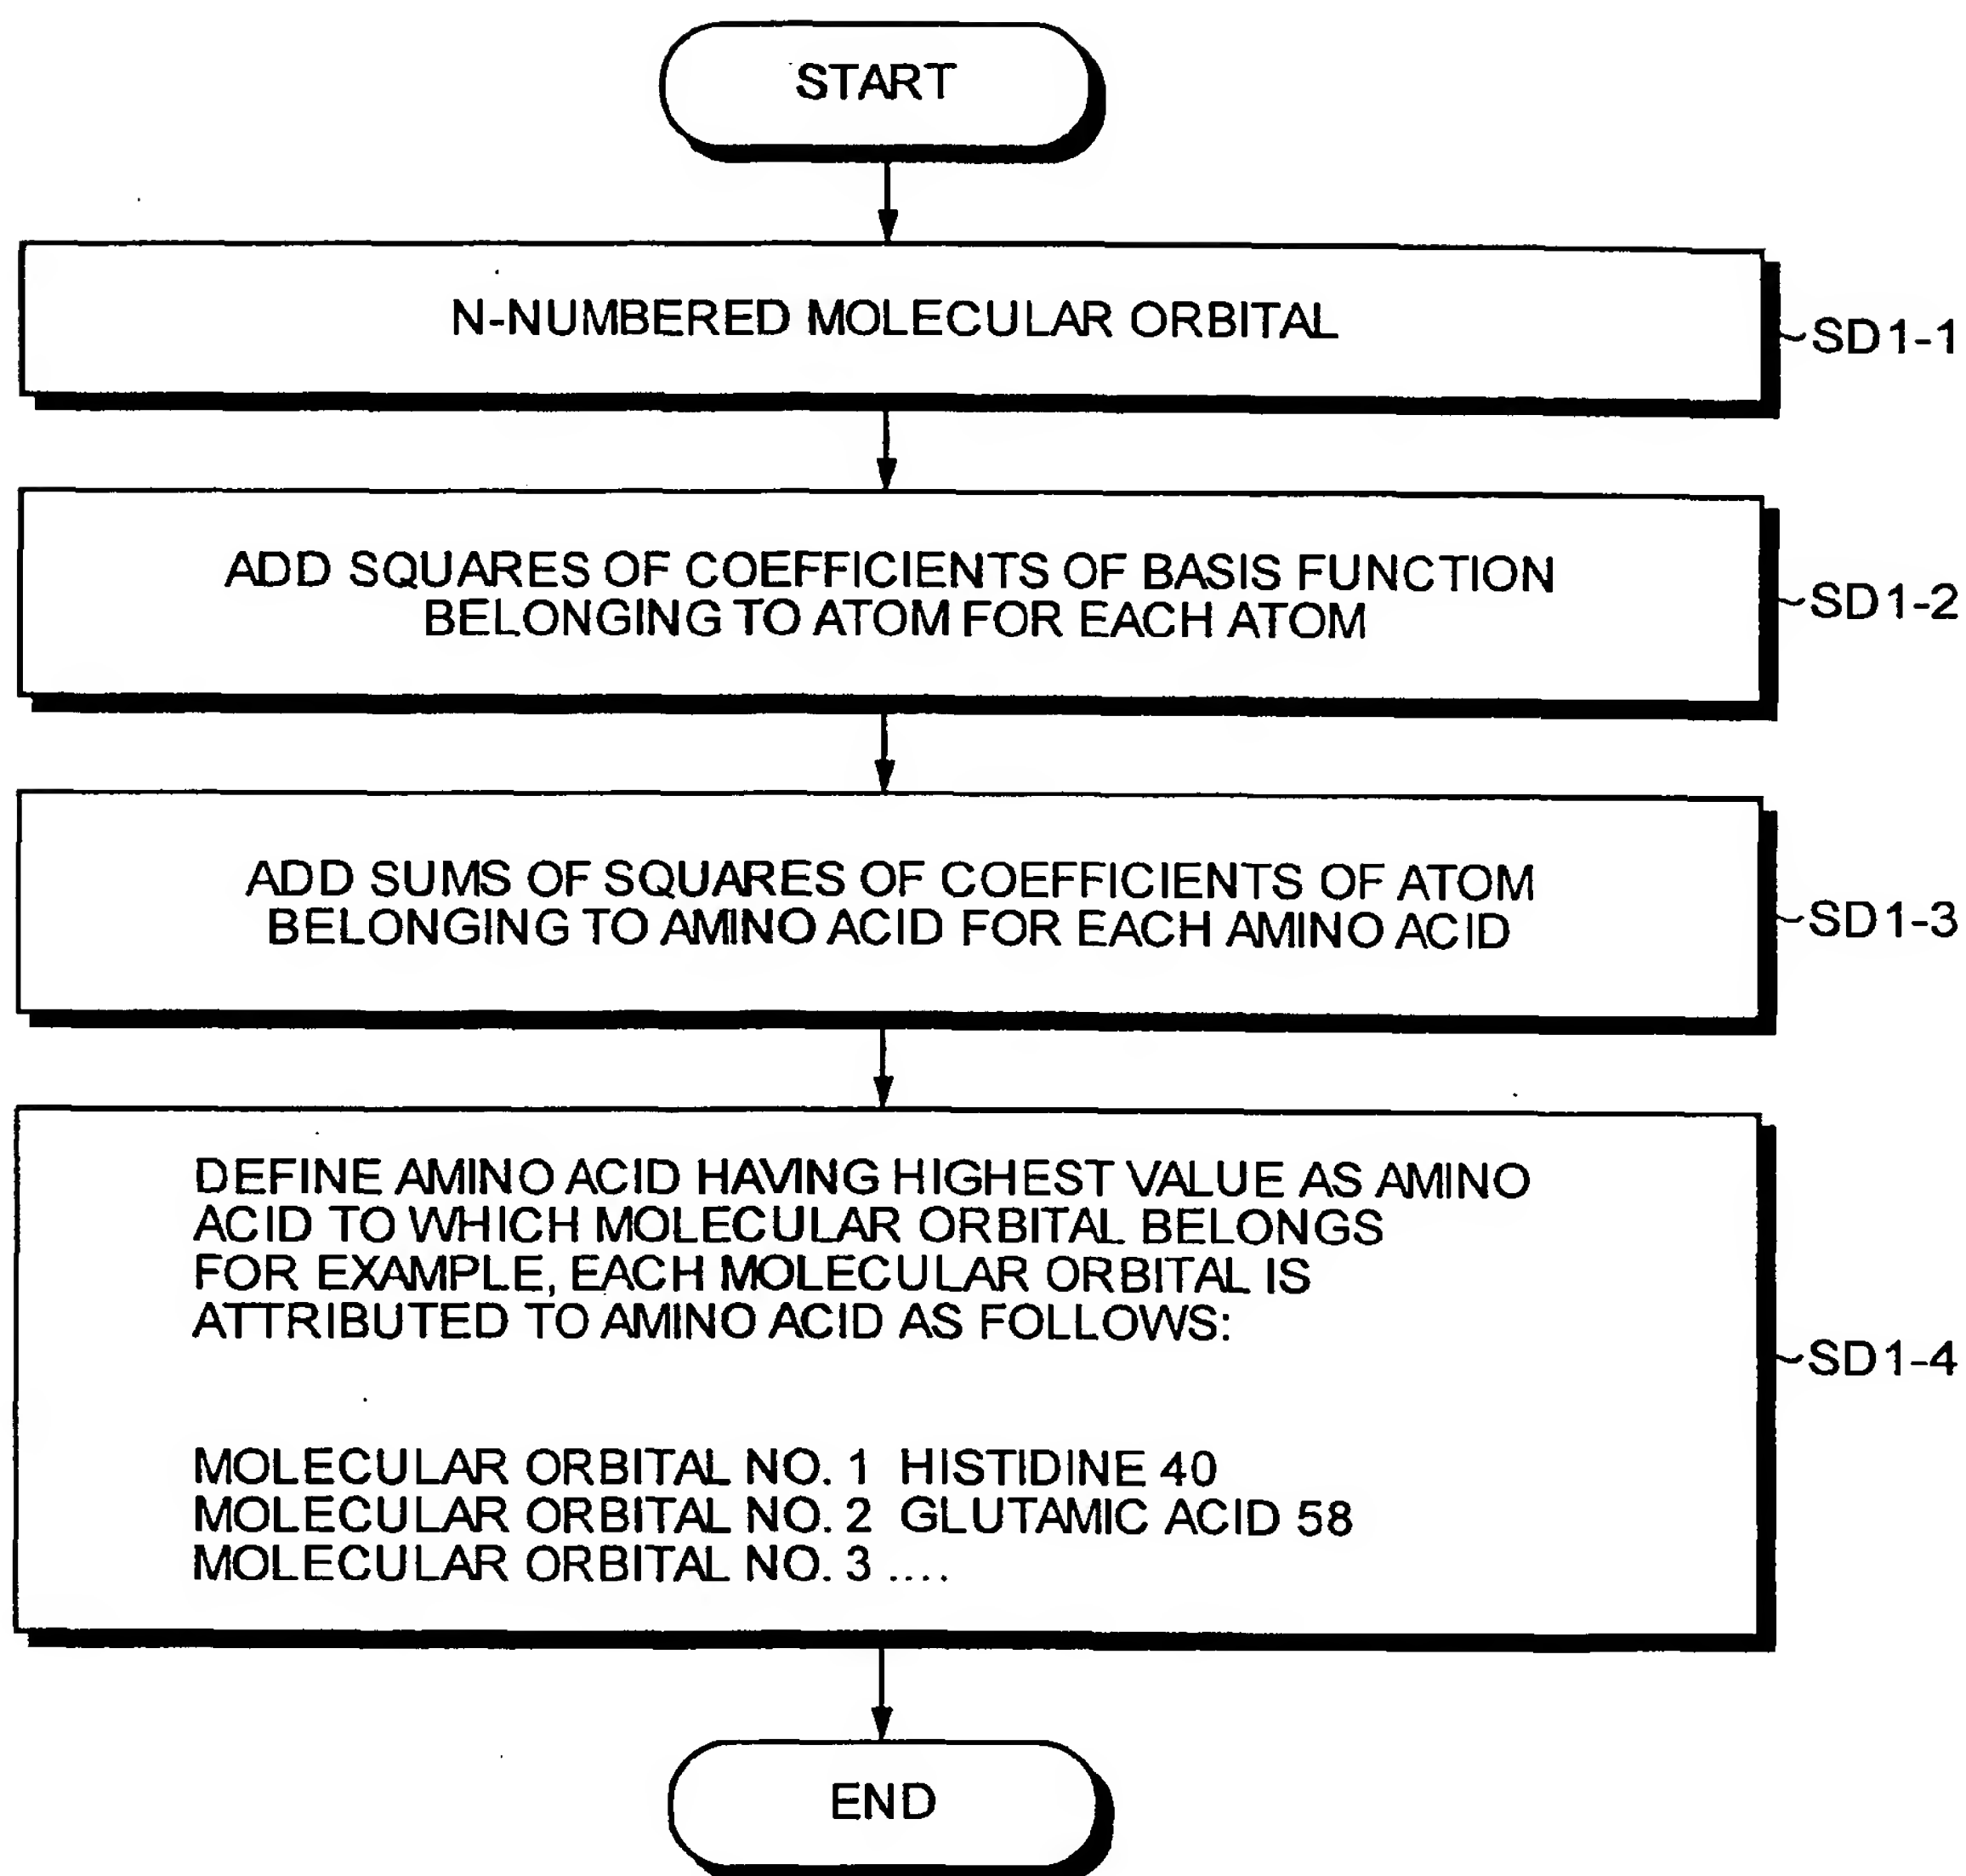 START
N-NUMBERED MOLECULAR ORBITAL
SD1-1
ADD SQUARES OF COEFFICIENTS OF BASIS FUNCTION
BELONGING TO ATOM FOR EACH ATOM
SD1-2
ADD SUMS OF SQUARES OF COEFFICIENTS OF ATOM
BELONGING TO AMINO ACID FOR EACH AMINO ACID
SD1-3
DEFINE AMINO ACID HAVING HIGHEST VALUE AS AMINO
ACID TO WHICH MOLECULAR ORBITAL BELONGS
FOR EXAMPLE, EACH MOLECULAR ORBITAL IS
ATTRIBUTED TO AMINO ACID AS FOLLOWS:
SD1-4
MOLECULAR ORBITAL NO. 1 HISTIDINE 40
MOLECULAR ORBITAL NO. 2 GLUTAMIC ACID 58
MOLECULAR ORBITAL NO. 3 ....
END